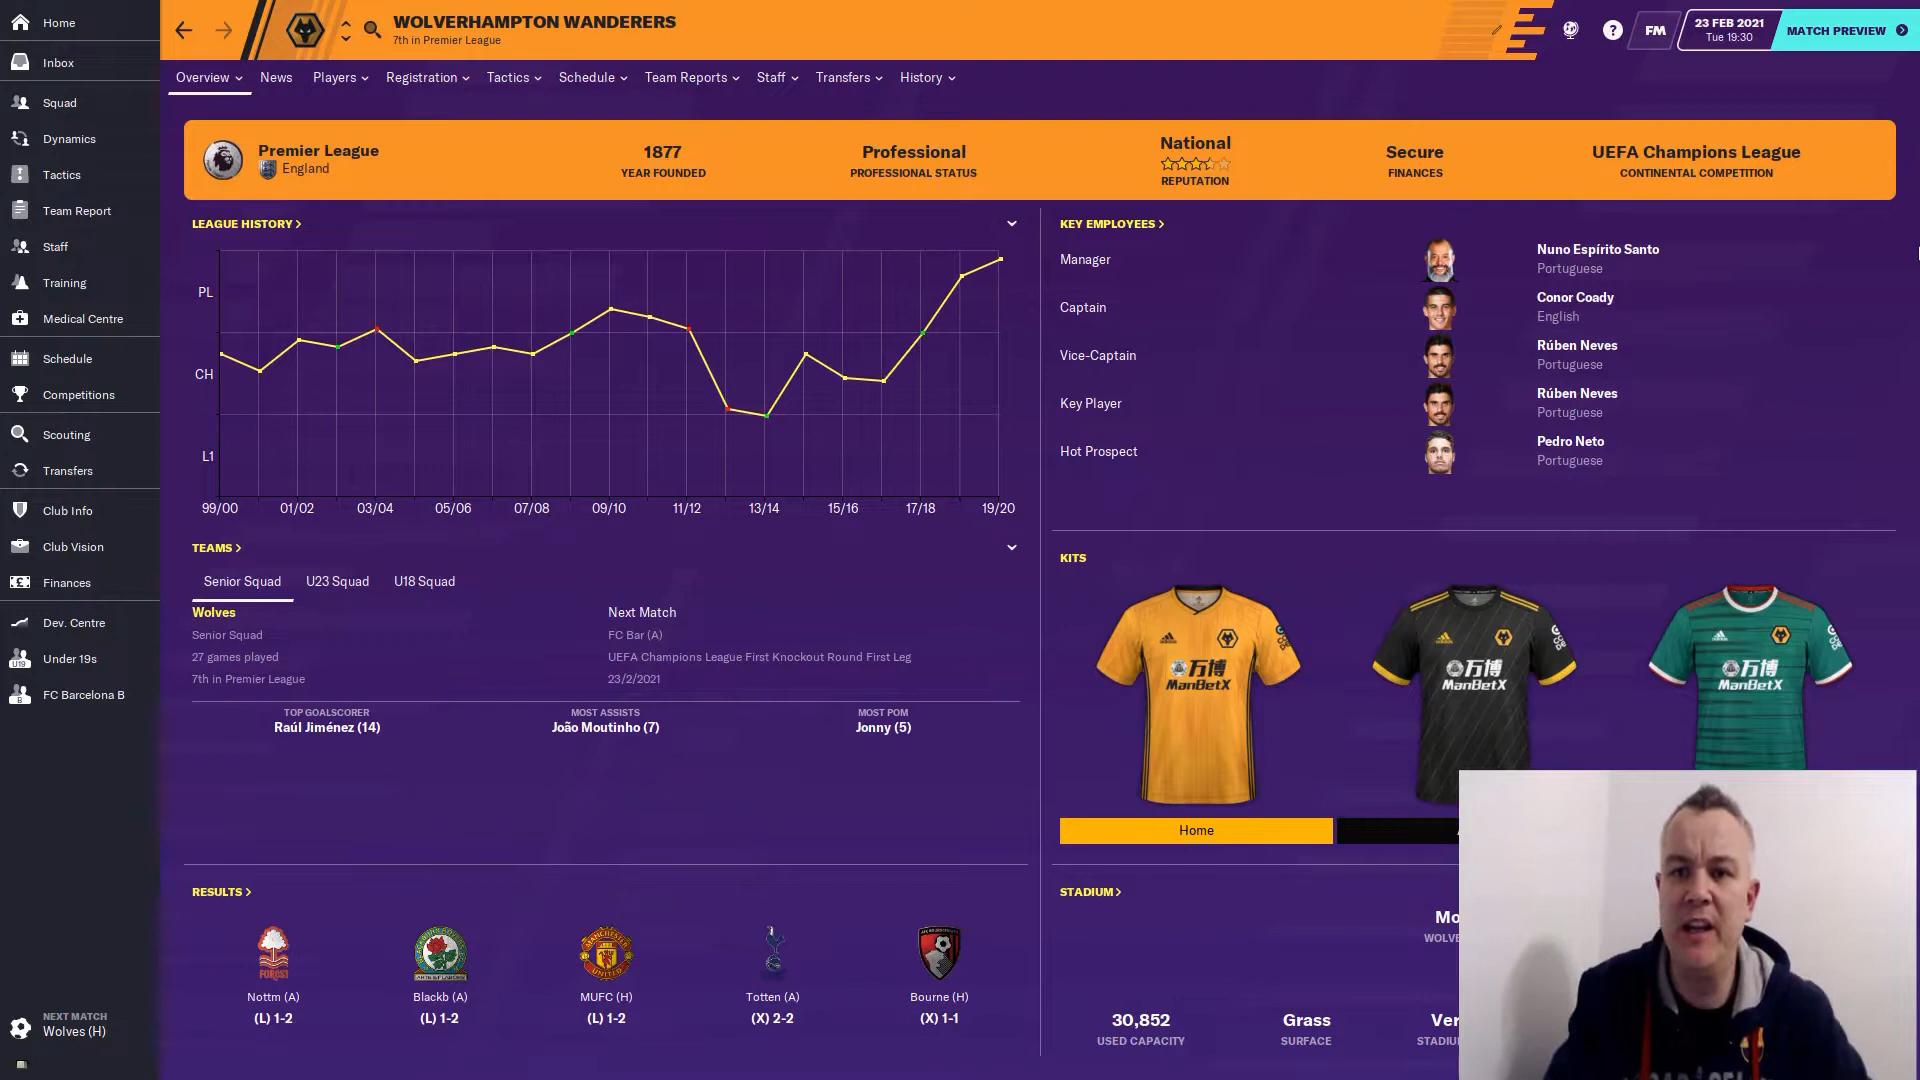 Home
Inbox
Squad
Dynamics
Tactics
Team Report
Staff
Training
Medical Centre
Schedule
Competitions
Scouting
Transfers
Club Info
Club Vision
Finances
Dev. Centre
Under 19s
FC Barcelona B
NEXT MATCH
Wolves (H)
WOLVERHAMPTON WANDERERS
7th in Premier League
FM
23 FEB 2021
Tue 19:30
MATCH PREVIEW
Overview News Players Registration Tactics Schedule Team Reports Staff Transfers History
Premier League
England
1877
YEAR FOUNDED
Professional
PROFESSIONAL STATUS
National
REPUTATION
Secure
FINANCES
UEFA Champions League
CONTINENTAL COMPETITION
LEAGUE HISTORY >
PL
CH
L1
99/00 01/02 03/04 05/06 07/08 09/10 11/12 13/14 15/16 17/18 19/20
TEAMS >
Senior Squad U23 Squad U18 Squad
Wolves
Senior Squad
27 games played
7th in Premier League
Next Match
FC Bar (A)
UEFA Champions League First Knockout Round First Leg
23/2/2021
TOP GOALSCORER
Raúl Jiménez (14)
MOST ASSISTS
João Moutinho (7)
MOST POM
Jonny (5)
RESULTS >
Nottm (A)
(L) 1-2
Blackb (A)
(L) 1-2
MUFC (H)
(L) 1-2
Totten (A)
(X) 2-2
Bourne (H)
(X) 1-1
KEY EMPLOYEES >
Manager
Nuno Espírito Santo
Portuguese
Captain
Conor Coady
English
Vice-Captain
Rúben Neves
Portuguese
Key Player
Rúben Neves
Portuguese
Hot Prospect
Pedro Neto
Portuguese
KITS
万博
ManBetX
万博
ManBetX
万博
ManBetX
Home
STADIUM >
Mo
WOLVE
30,852
USED CAPACITY
Grass
SURFACE
Ver
STADIU